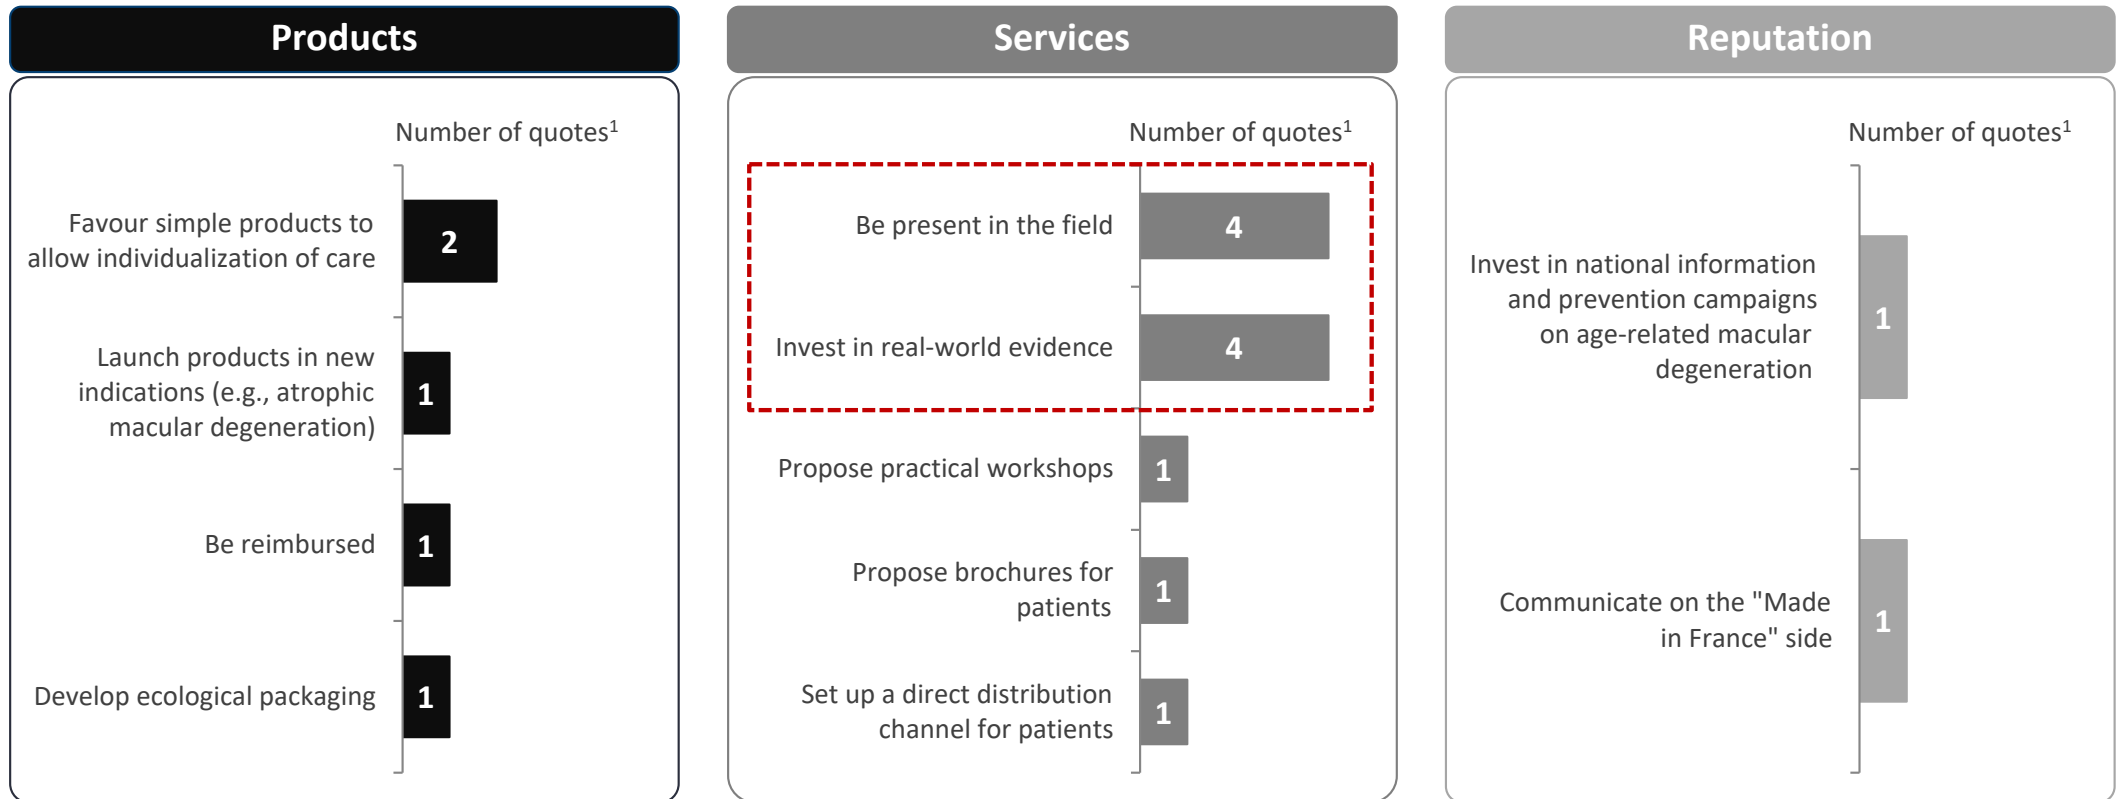 Products
Number of quotes1
Favour simple products to
allow individualization of care
2
Launch products in new
indications (e.g., atrophic
macular degeneration)
1
Be reimbursed
1
Develop ecological packaging
1
Services
Number of quotes1
Be present in the field
4
Invest in real-world evidence
4
Propose practical workshops
1
Propose brochures for
patients
1
Set up a direct distribution
channel for patients
1
Reputation
Number of quotes1
Invest in national information
and prevention campaigns
on age-related macular
degeneration
1
Communicate on the "Made
in France" side
1